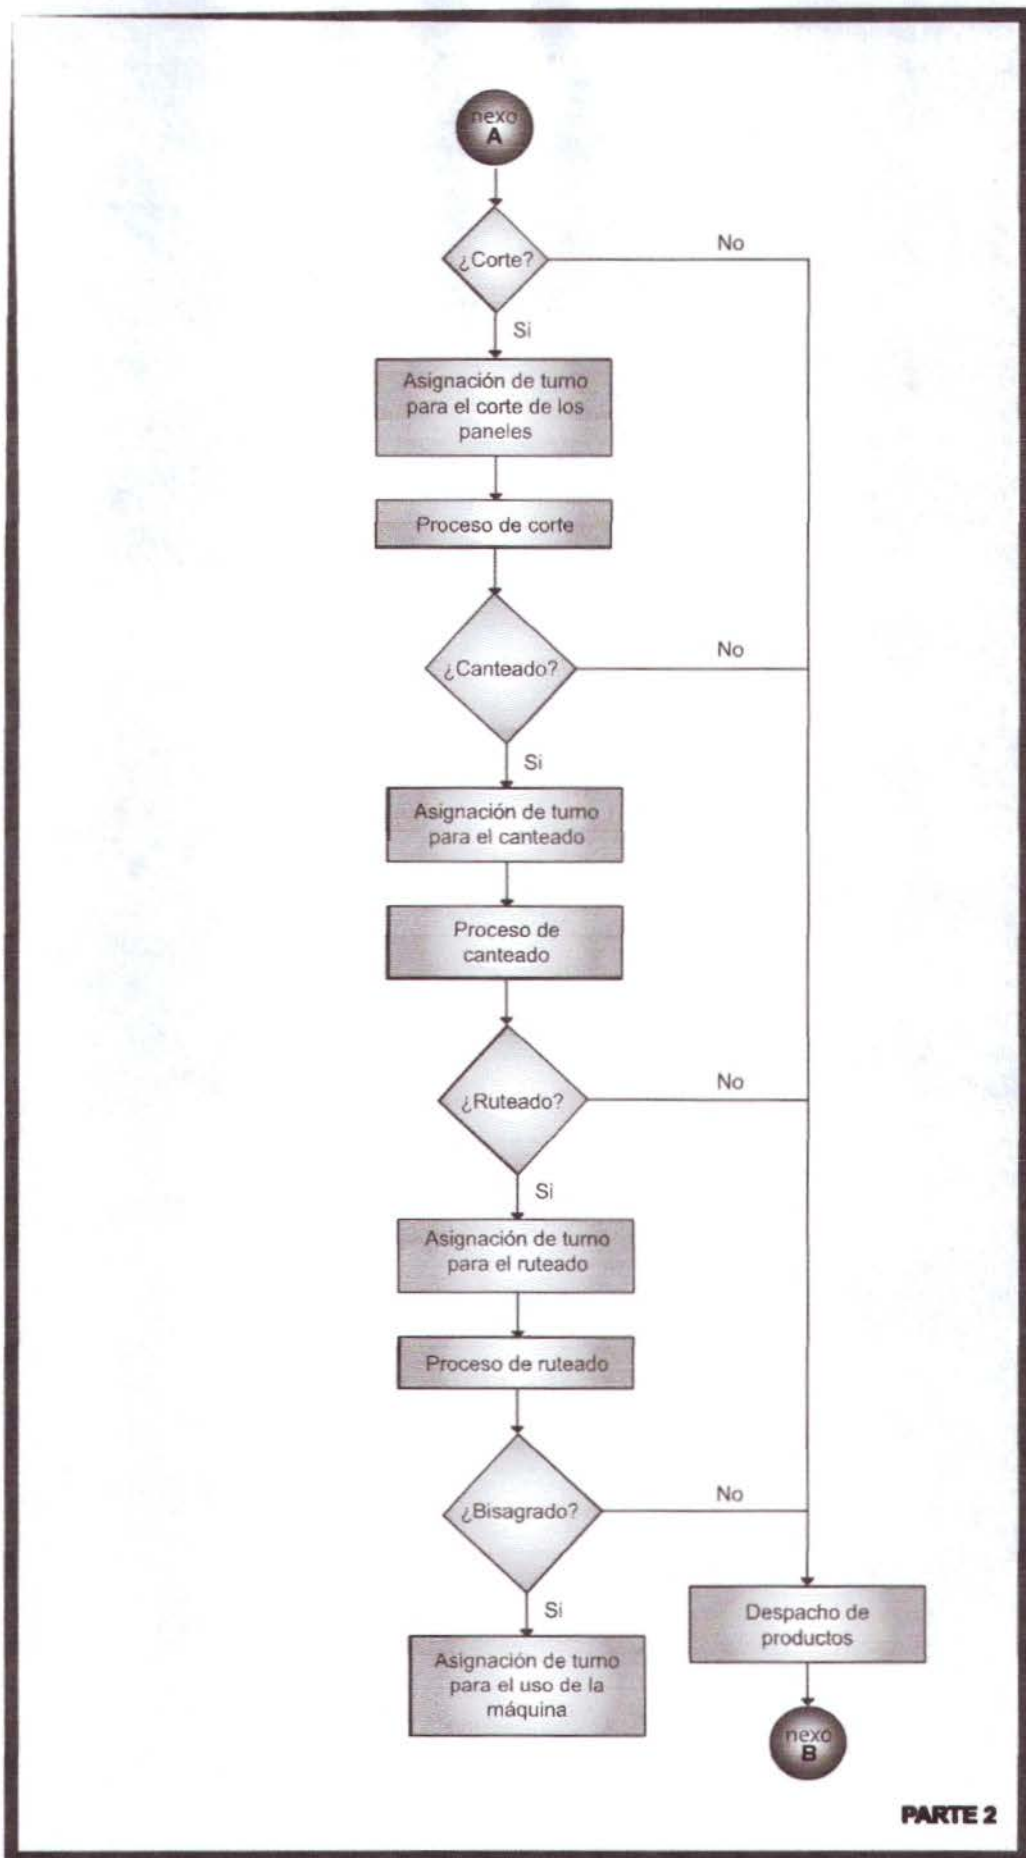 nexo
A
¿Corte?
No
Si
Asignación de turno
para el corte de los
paneles
Proceso de corte
¿Canteado?
No
Si
Asignación de turno
para el canteado
Proceso de
canteado
¿Ruteado?
No
Si
Asignación de turno
para el ruteado
Proceso de ruteado
¿Bisagrado?
No
Si
Asignación de turno
para el uso de la
máquina
Despacho de
productos
nexo
B
PARTE 2